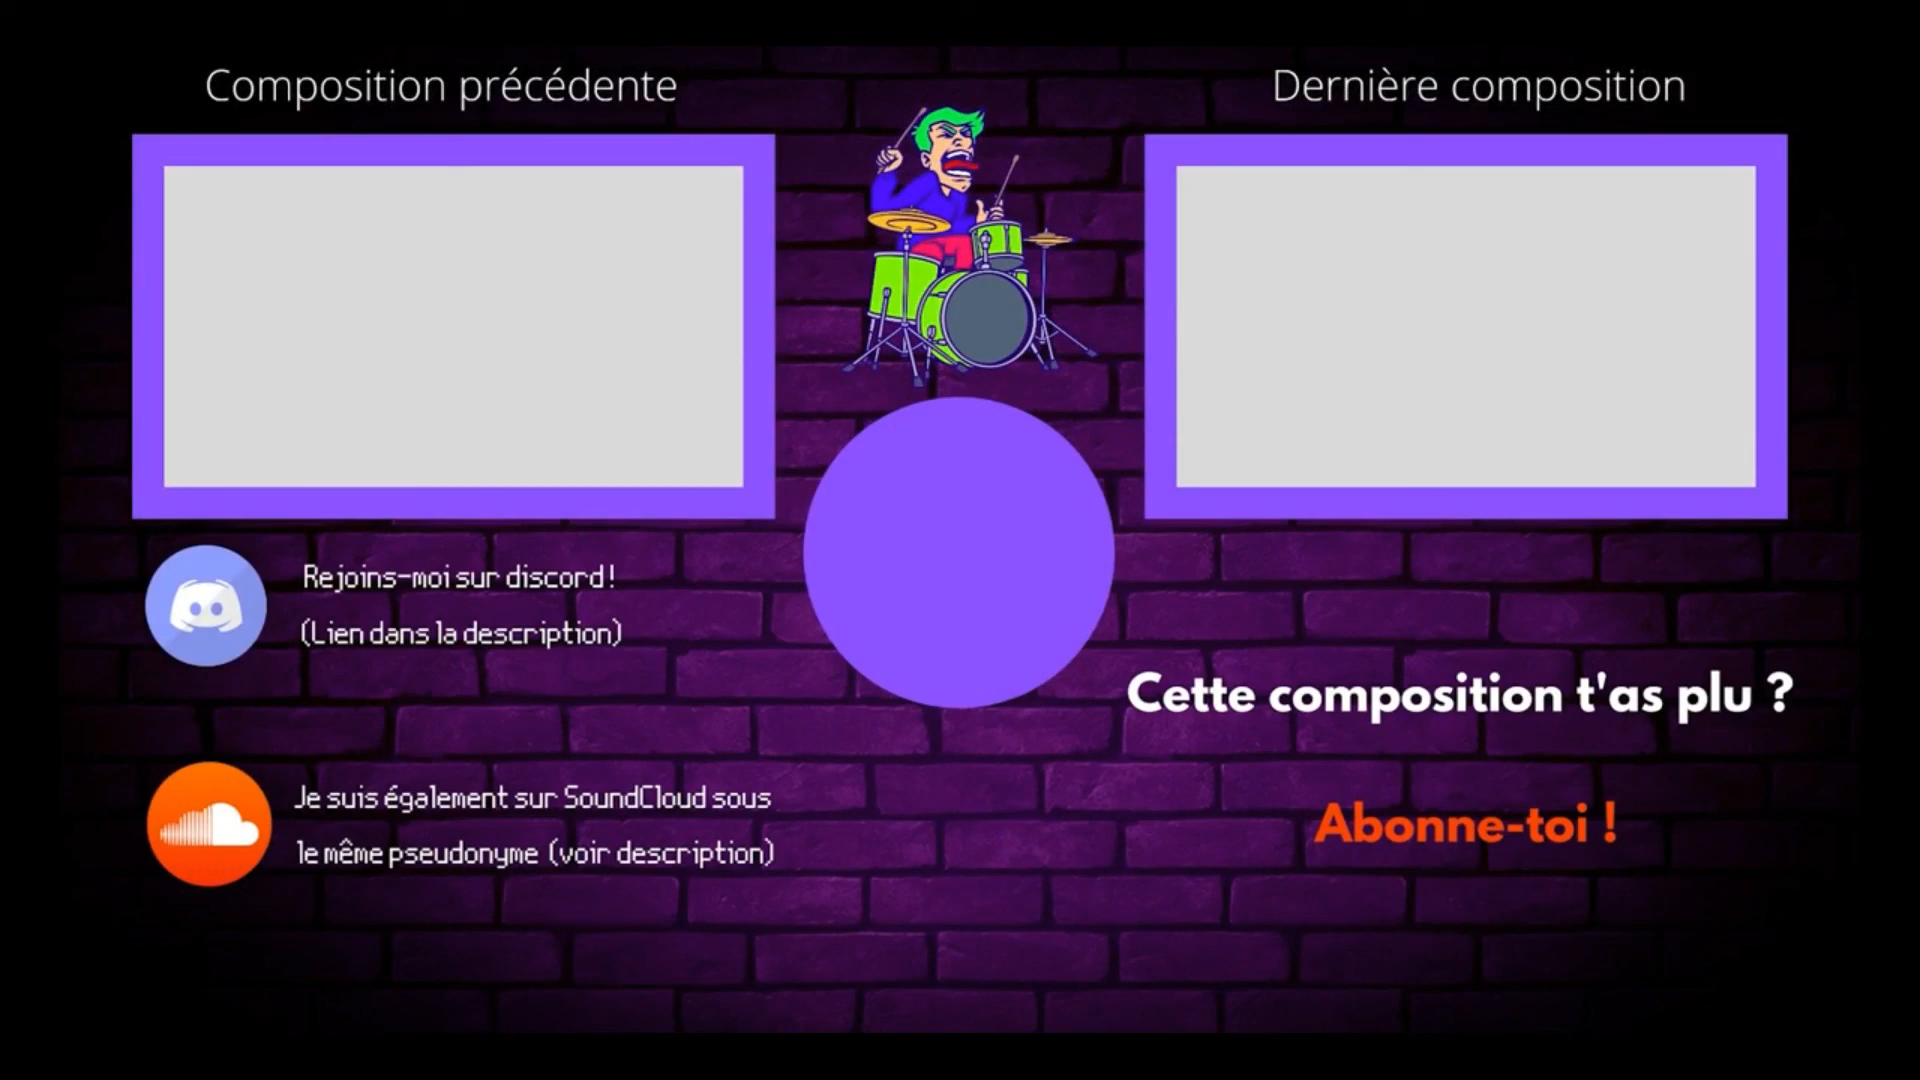 Composition précédente
Dernière composition
Rejoins-moi sur discord!
(Lien dans la description)
Cette composition t'as plu ?
Je suis également sur SoundCloud sous
le même pseudonyme (voir description)
Abonne-toi !